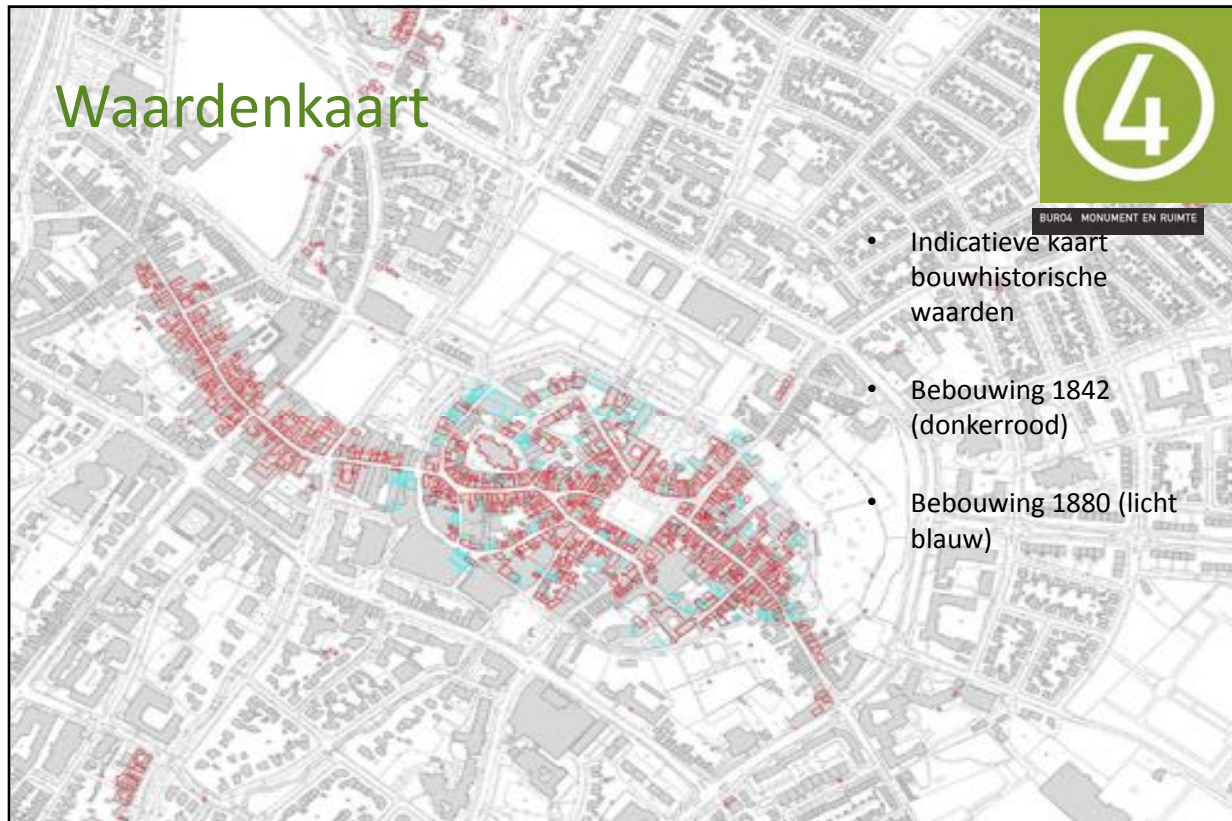 Waardenkaart
4
BURO4 MONUMENT EN RUIMTE
• Indicatieve kaart
bouwhistorische
waarden
• Bebouwing 1842
(donkerrood)
• Bebouwing 1880 (licht
blauw)